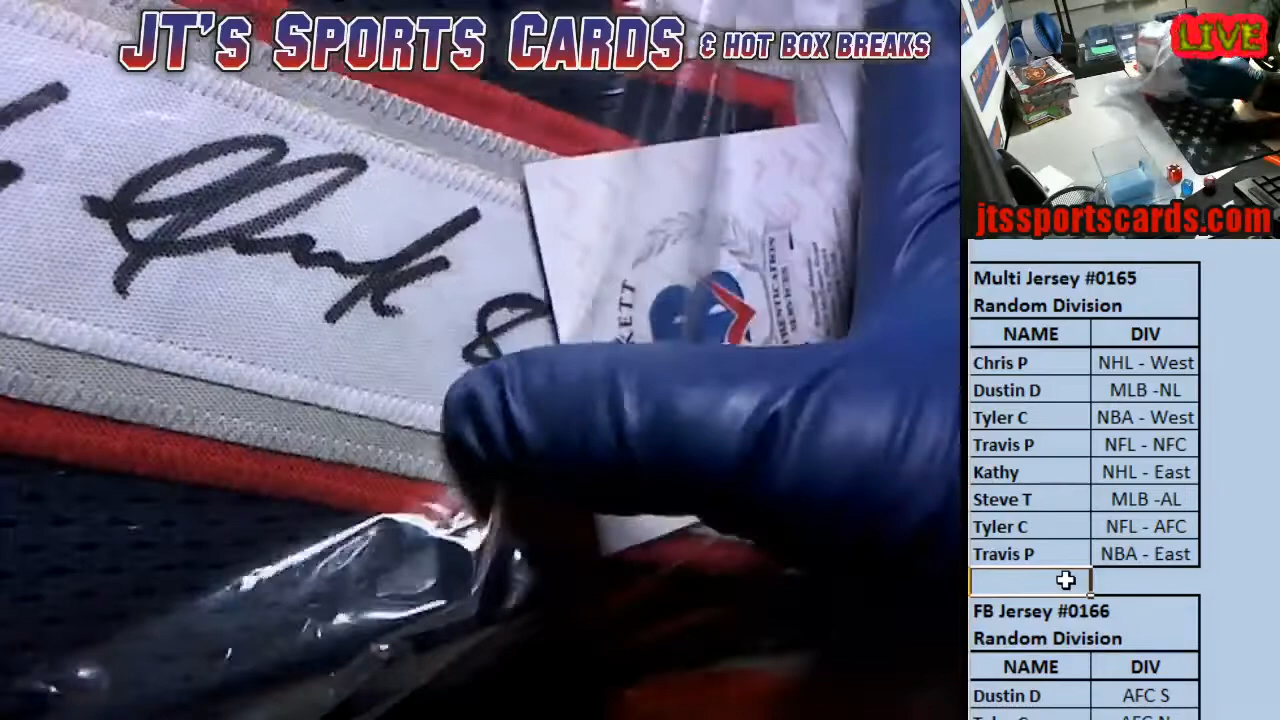 JT'S SPORTS CARDS & HOT BOX BREAKS
LIVE
jtssportscards.com
8
Multi Jersey #0165
Random Division
NAME DIV
Chris P NHL - West
Dustin D MLB -NL
Tyler C NBA - West
Travis P NFL - NFC
Kathy NHL - East
Steve T MLB -AL
Tyler C NFL - AFC
Travis P NBA - East
FB Jersey #0166
Random Division
NAME DIV
Dustin D AFC S